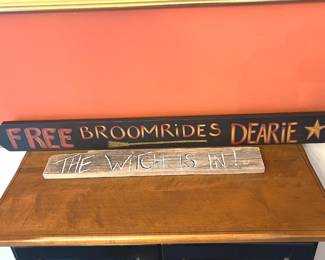 FREE BROOMRIDES DEARIE
THE WITCH IS IN!